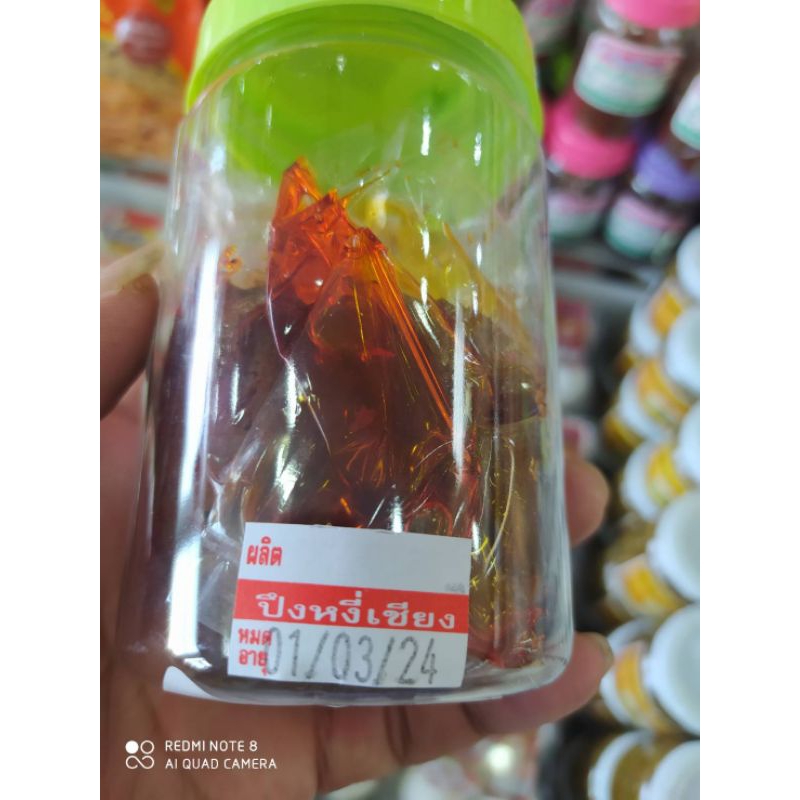 ผลิต
ปึงหงี่เชียง
หมด
อายุ
01/03/24
REDMI NOTE 8
AI QUAD CAMERA